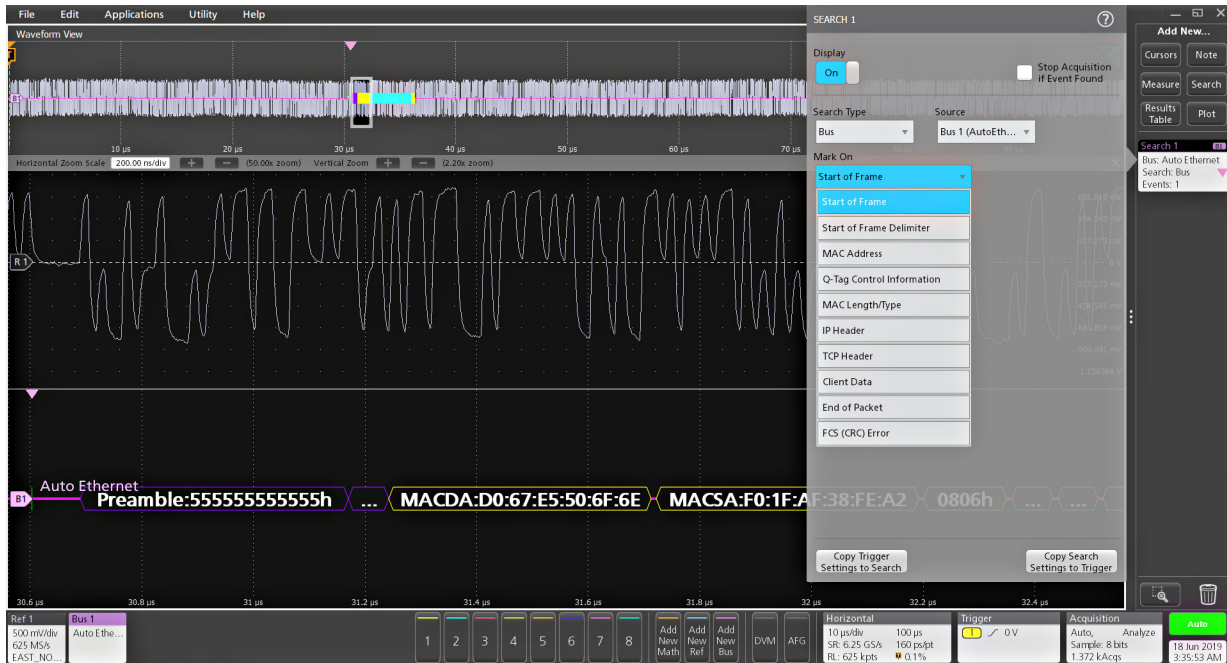 File Edit Applications Utility Help
Waveform View
B1
10 µs 20 µs 30 µs 40 µs 50 µs 60 µs 70 µs
Horizontal Zoom Scale 200.00 ns/div (50.00x zoom) Vertical Zoom (2.20x zoom)
R 1
0 V
-1.136364 mV
Auto Ethernet
B1 Preamble:555555555555h ... MACDA:D0:67:E5:50:6F:6E MACSA:F0:1F:AF:38:FE:A2 0806h ... ...
30.6 µs 30.8 µs 31 µs 31.2 µs 31.4 µs 31.6 µs 31.8 µs 32 µs 32.2 µs 32.4 µs
SEARCH 1 ?
Display
On
Stop Acquisition
if Event Found
Search Type Source
Bus Bus 1 (AutoEth...
Mark On
Start of Frame
Start of Frame
Start of Frame Delimiter
MAC Address
Q-Tag Control Information
MAC Length/Type
IP Header
TCP Header
Client Data
End of Packet
FCS (CRC) Error
Copy Trigger
Settings to Search
Copy Search
Settings to Trigger
Add New...
Cursors Note
Measure Search
Results
Table
Plot
Search 1 B1
Bus: Auto Ethernet
Search: Bus
Events: 1
Ref 1
500 mV/div
625 MS/s
EAST_NO...
Bus 1
Auto Ethe...
1 2 3 4 5 6 7 8
Add
New
Math
Add
New
Ref
Add
New
Bus
DVM AFG
Horizontal
10 µs/div 100 µs
SR: 6.25 GS/s 160 ps/pt
RL: 625 kpts 0.1%
Trigger
1 0 V
Acquisition
Auto, Analyze
Sample: 8 bits
1.372 kAcqs
Auto
18 Jun 2019
3:35:53 AM